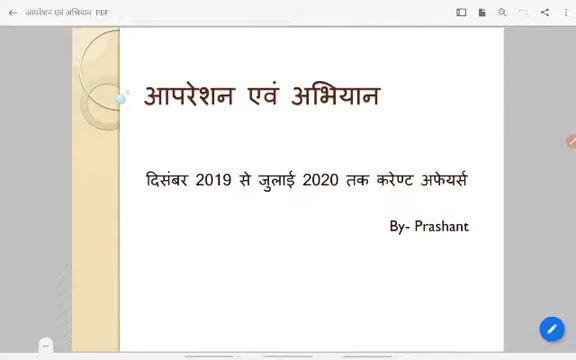 आपरेशन एवं अभियान PDF
आपरेशन एवं अभियान
दिसंबर 2019 से जुलाई 2020 तक करेण्ट अफेयर्स
By- Prashant